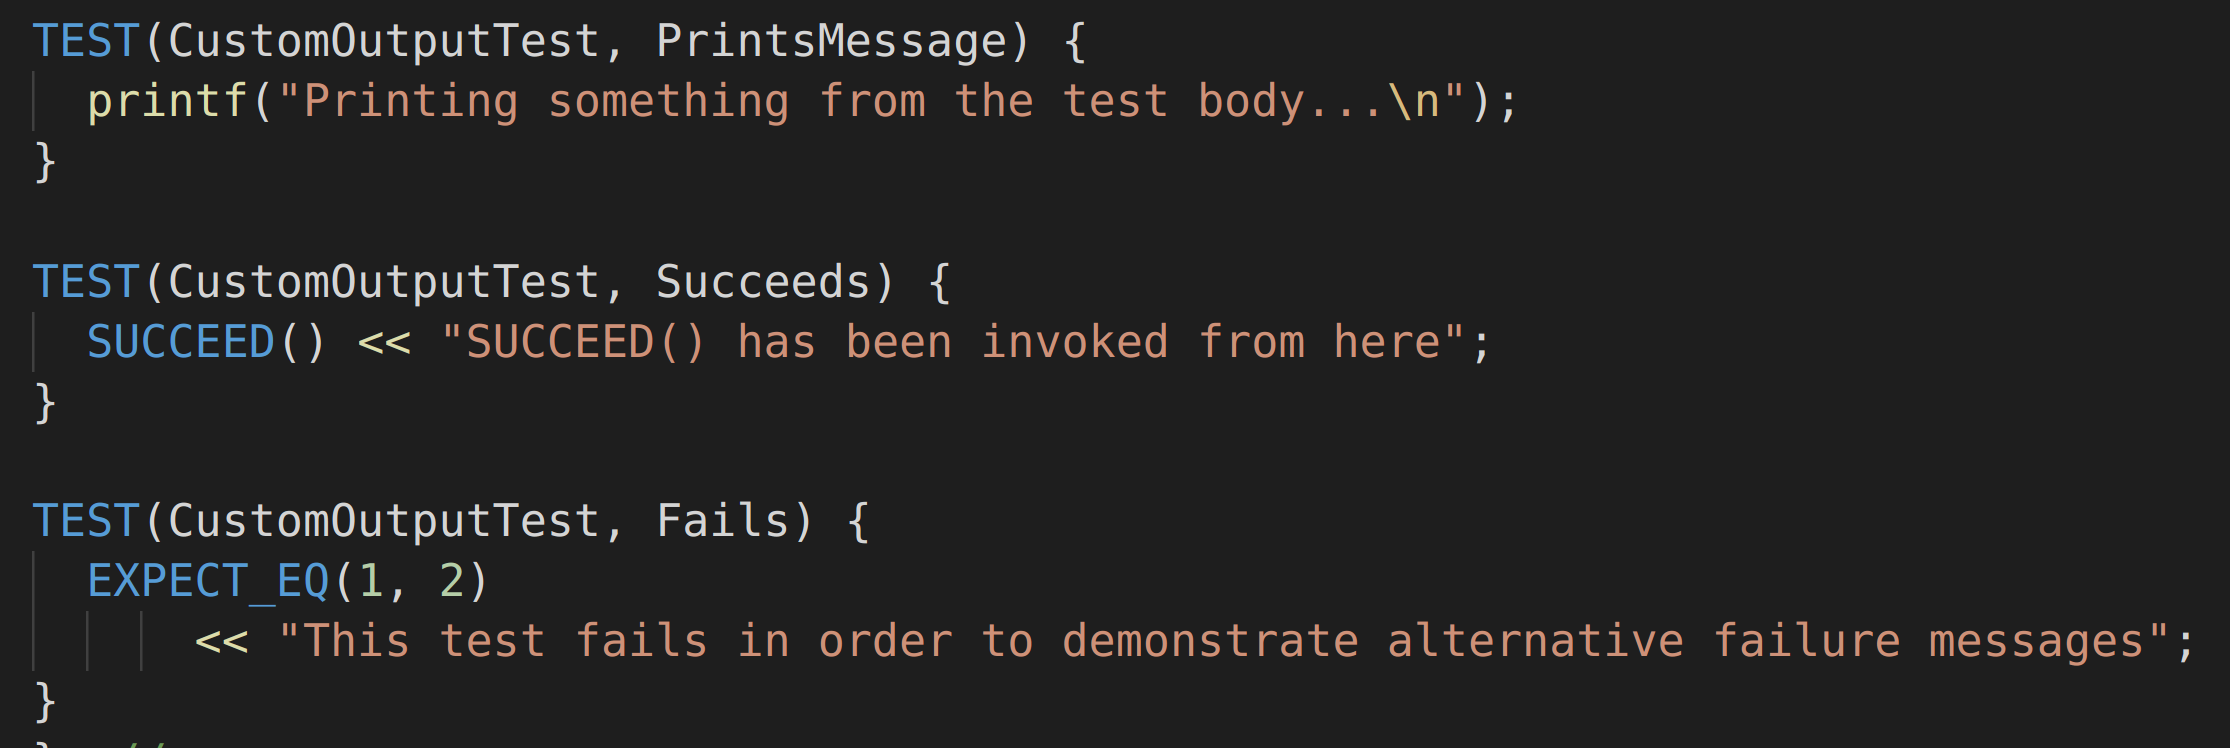 TEST(CustomOutputTest, PrintsMessage) {
  printf("Printing something from the test body...\n");
}

TEST(CustomOutputTest, Succeeds) {
  SUCCEED() << "SUCCEED() has been invoked from here";
}

TEST(CustomOutputTest, Fails) {
  EXPECT_EQ(1, 2)
      << "This test fails in order to demonstrate alternative failure messages";
}